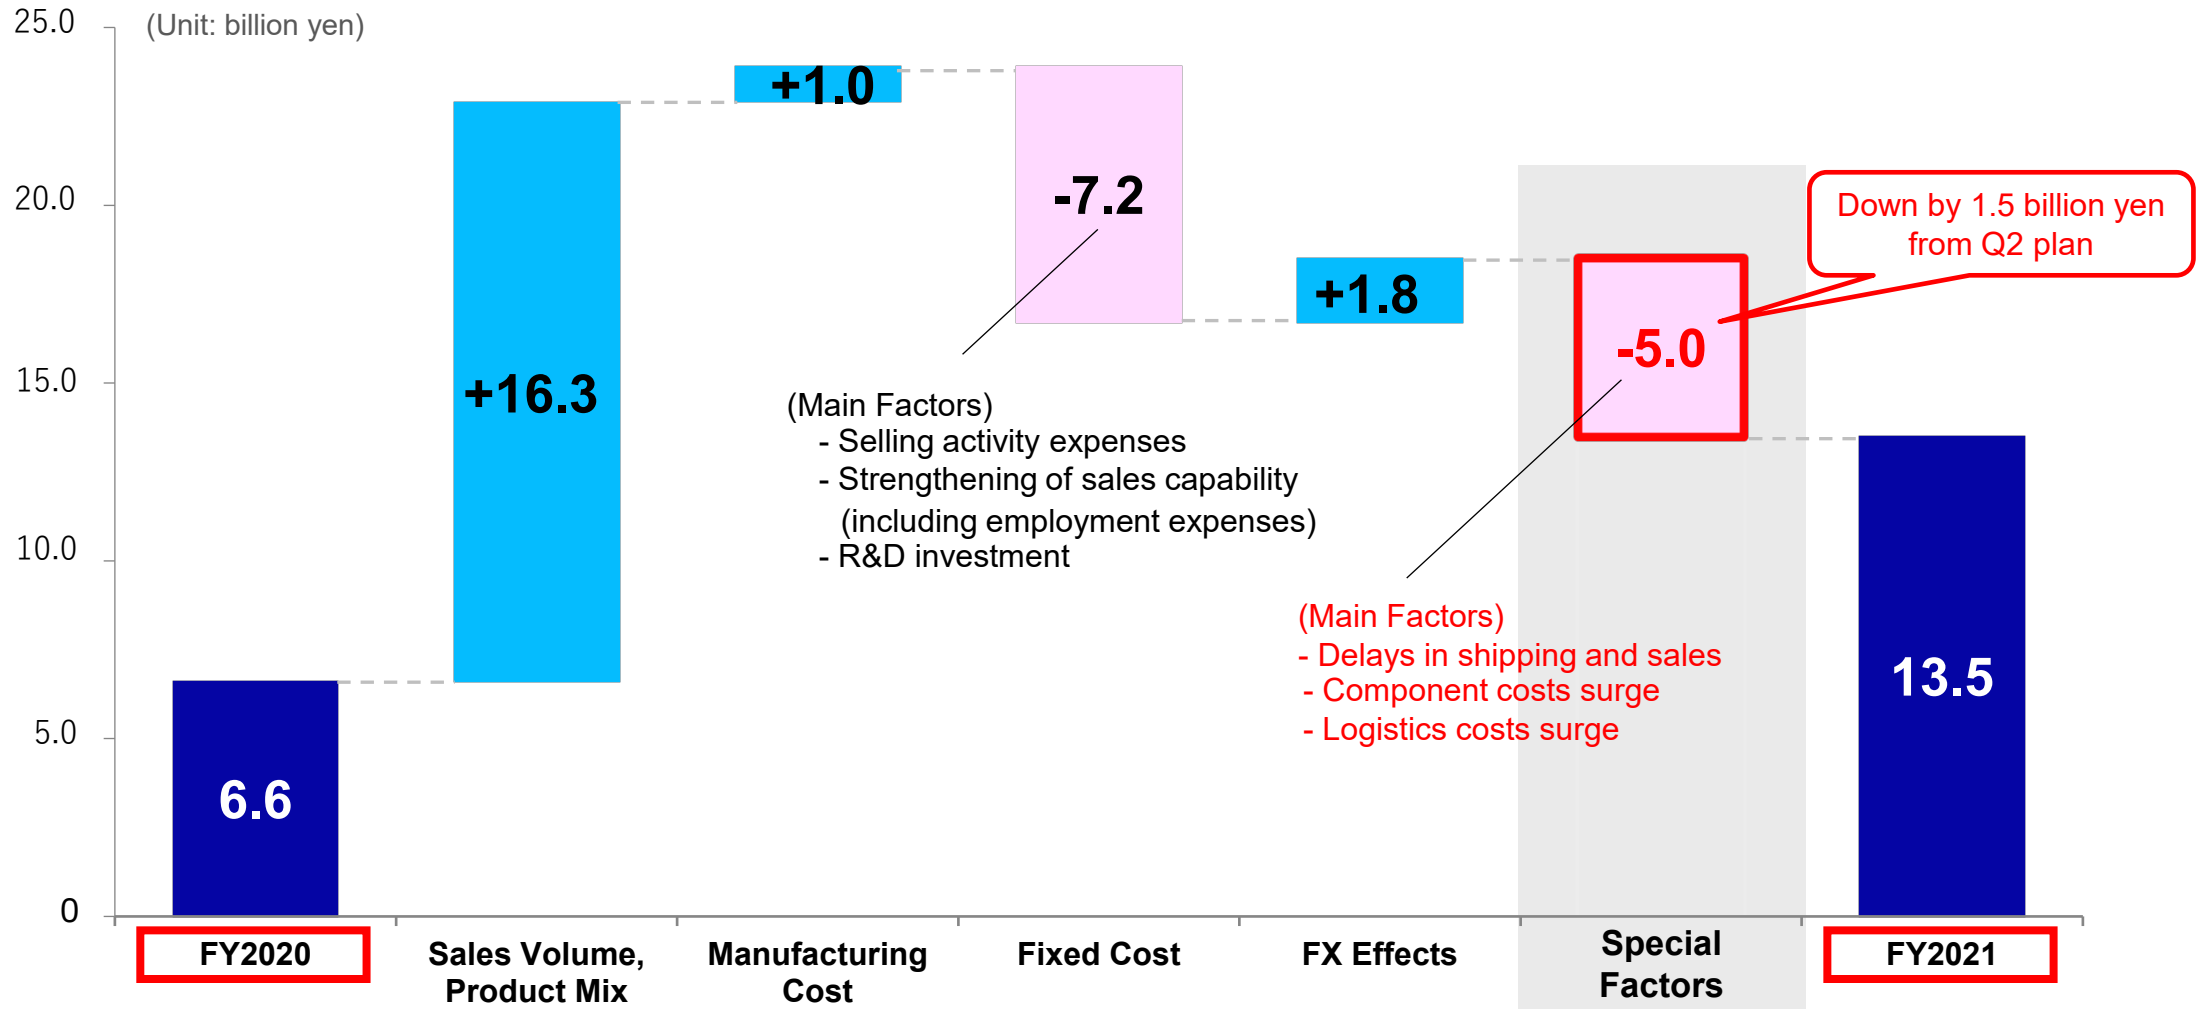 25.0
(Unit: billion yen)
20.0
15.0
10.0
5.0
0
6.6
+16.3
+1.0
-7.2
(Main Factors)
- Selling activity expenses
- Strengthening of sales capability
(including employment expenses)
- R&D investment
+1.8
-5.0
Down by 1.5 billion yen
from Q2 plan
(Main Factors)
- Delays in shipping and sales
- Component costs surge
- Logistics costs surge
13.5
FY2020
Sales Volume,
Product Mix
Manufacturing
Cost
Fixed Cost
FX Effects
Special
Factors
FY2021